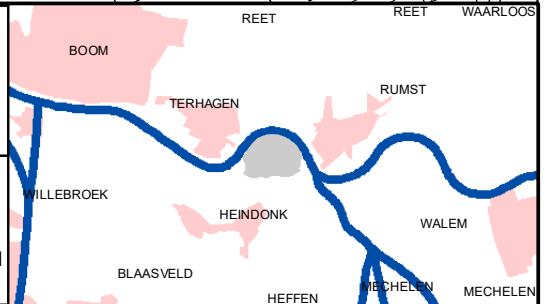 REET
REET
WAARLOOS
BOOM
RUMST
TERHAGEN
WILLEBROEK
HEINDONK
WALEM
BLAASVELD
MECHELEN
MECHELEN
HEFFEN